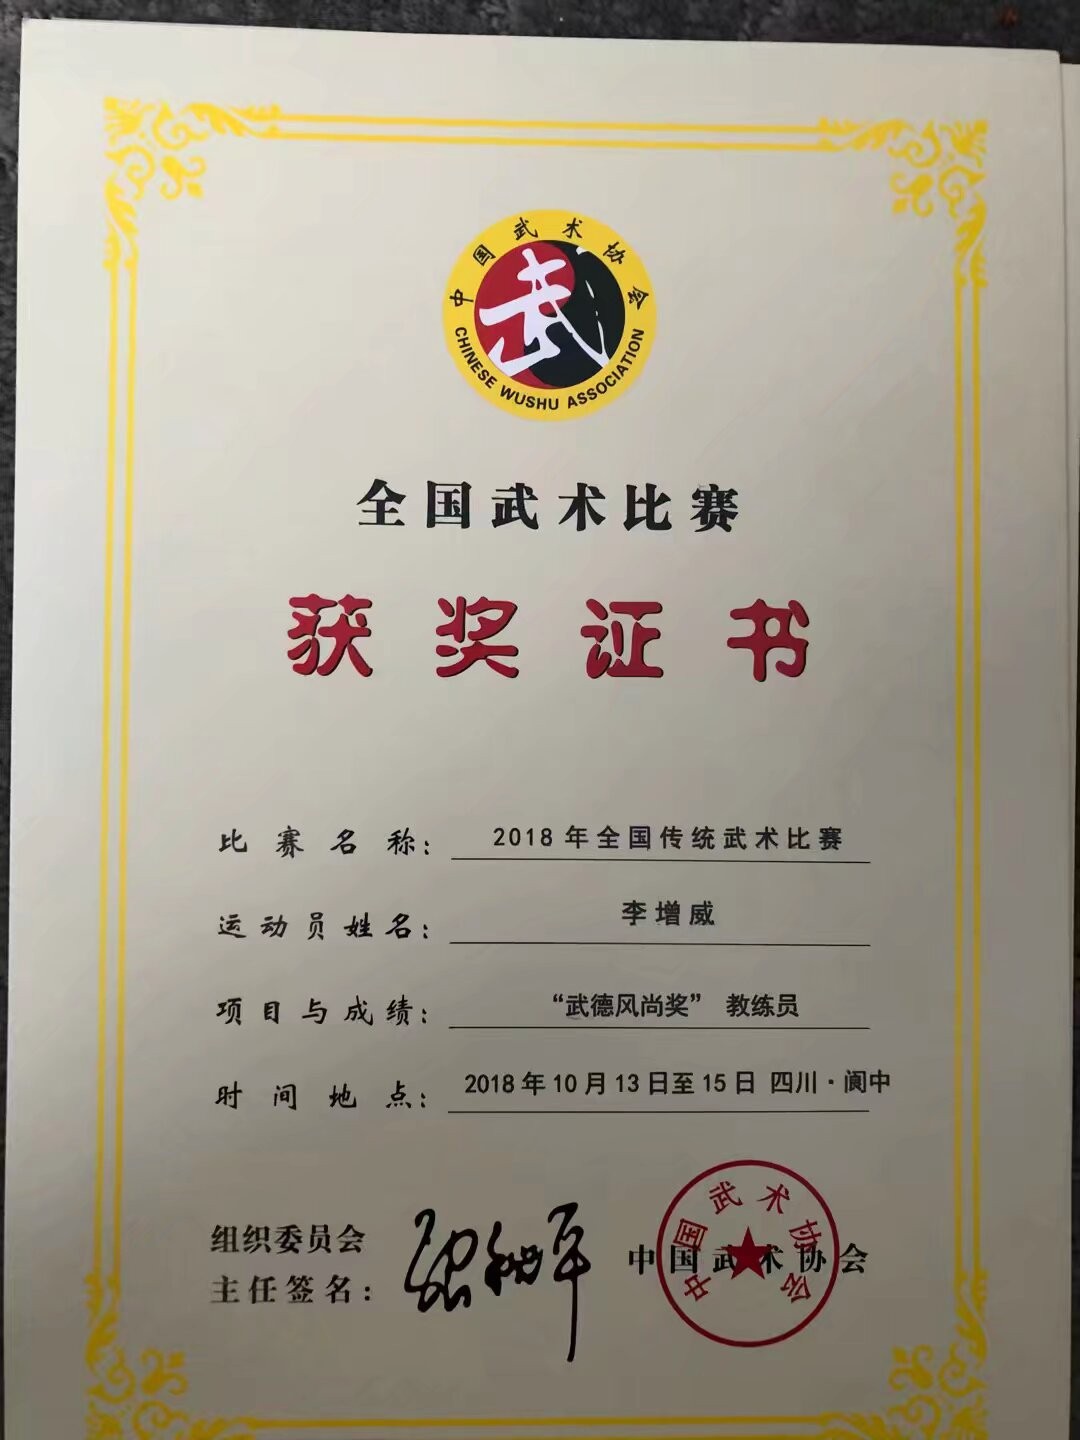 中国武术协会
武
CHINESE WUSHU ASSOCIATION
全国武术比赛
获奖证书
比赛名称：2018年全国传统武术比赛
运动员姓名：李增威
项目与成绩：“武德风尚奖” 教练员
时间地点：2018年10月13日至15日 四川·阆中
组织委员会
主任签名：
中国武术协会
中国武术协会